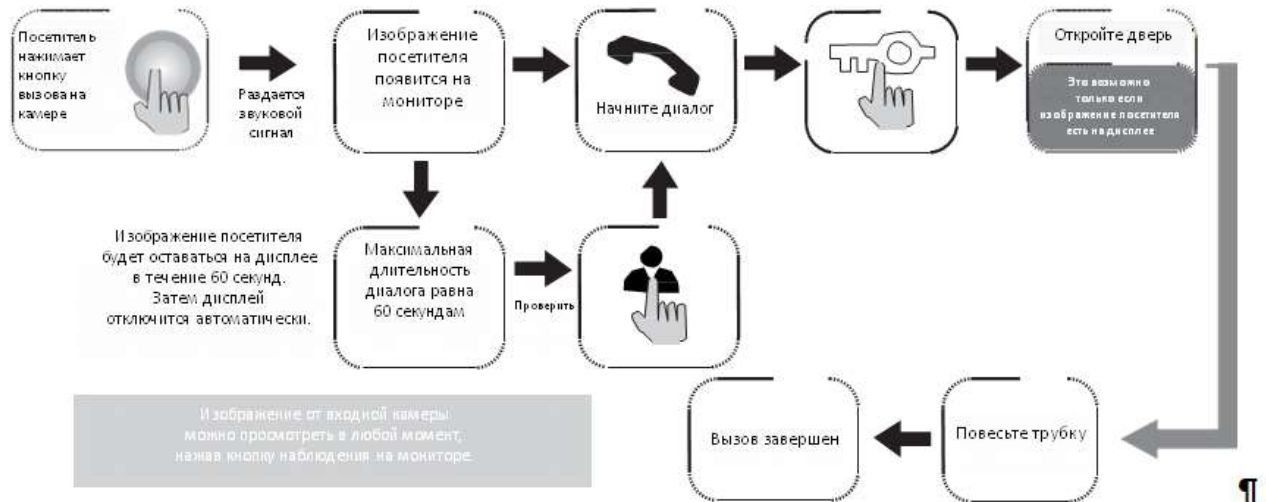 Посетитель
нажимает
кнопку
вызова на
камере
Раздается
звуковой
сигнал
Изображение
посетителя
появится на
мониторе
Начните диалог
Откройте дверь
Это возможно
только если
изображение посетителя
есть на дисплее
Изображение посетителя
будет оставаться на дисплее
в течение 60 секунд.
Затем дисплей
отключится автоматически.
Максимальная
длительность
диалога равна
60 секундам
Проверить
Изображение от входной камеры
можно просмотреть в любой момент,
нажав кнопку наблюдения на мониторе.
Вызов завершен
Повесьте трубку
¶